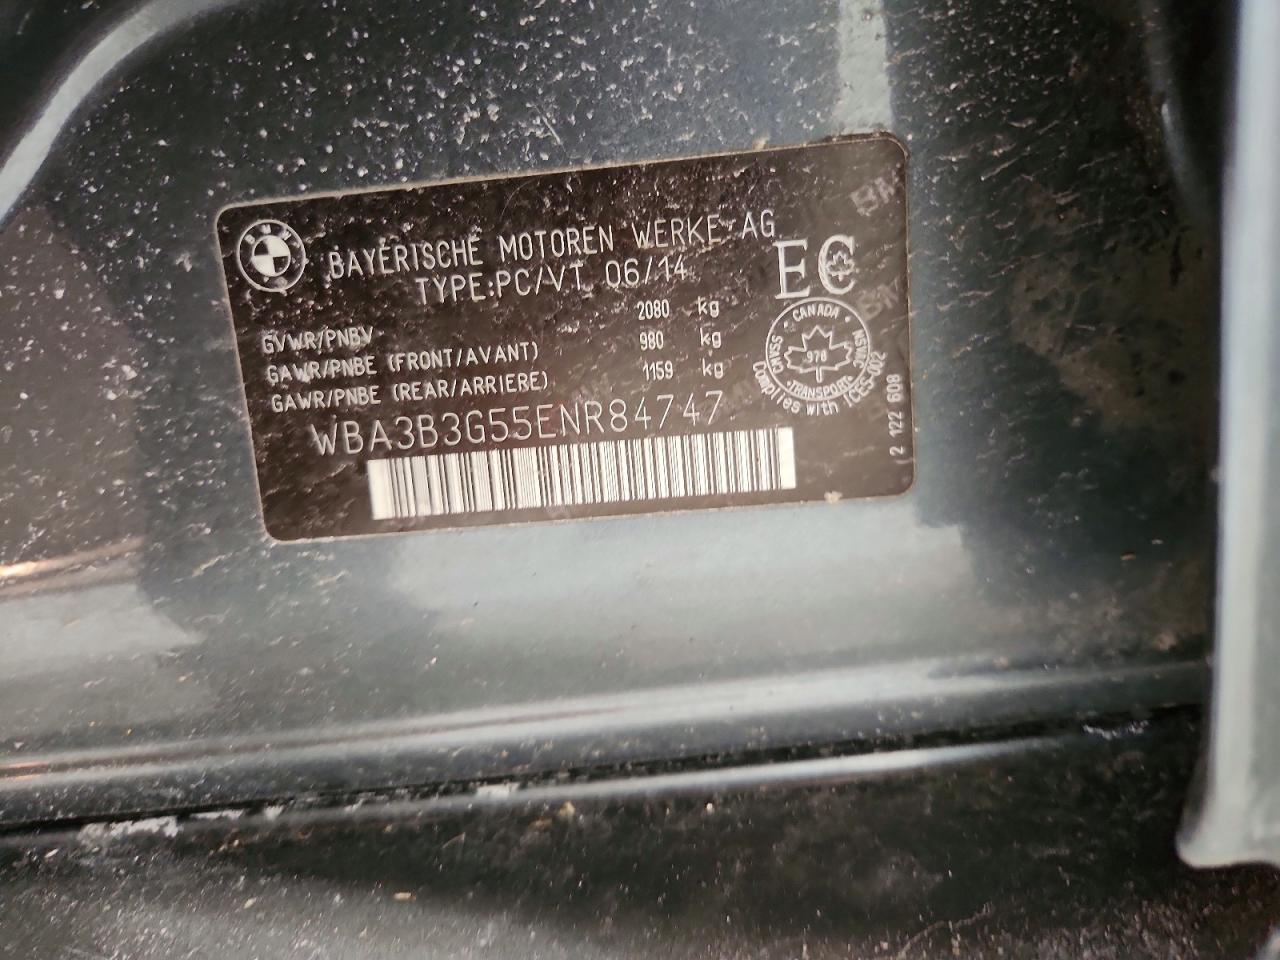 BMW
BAYERISCHE MOTOREN WERKE AG
TYPE:PC/VT 06/14
GVWR/PNBV 2080 kg
GAWR/PNBE (FRONT/AVANT) 980 kg
GAWR/PNBE (REAR/ARRIERE) 1159 kg
WBA3B3G55ENR84747
EC
CANADA
978
TRANSPORT
Complies with ICES-002
2 122 608